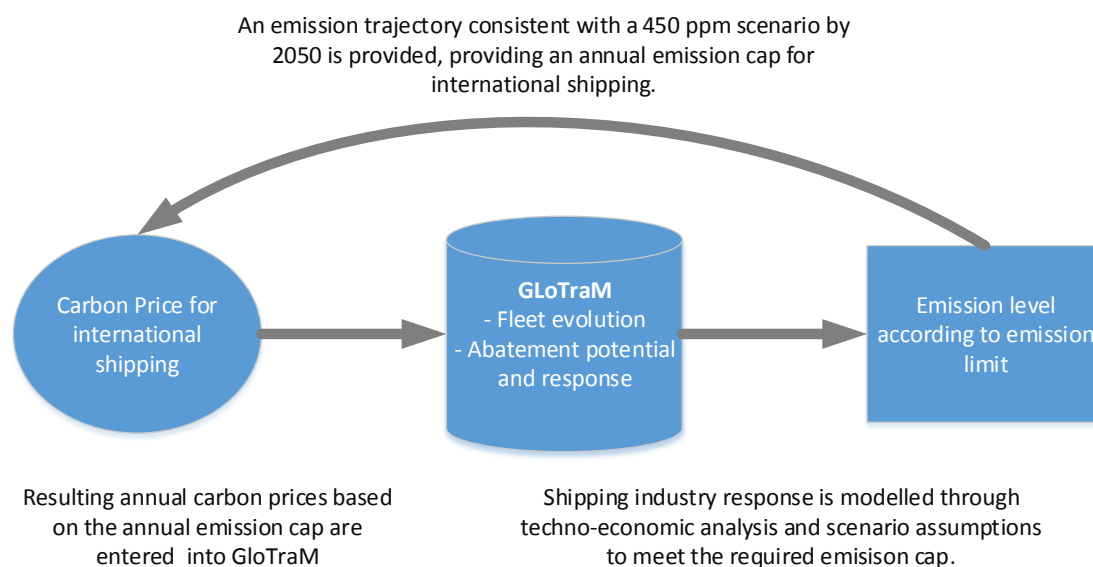 An emission trajectory consistent with a 450 ppm scenario by
2050 is provided, providing an annual emission cap for
international shipping.
Carbon Price for
international
shipping
GLoTraM
- Fleet evolution
- Abatement potential
and response
Emission level
according to emission
limit
Resulting annual carbon prices based
on the annual emission cap are
entered into GloTraM
Shipping industry response is modelled through
techno-economic analysis and scenario assumptions
to meet the required emisison cap.